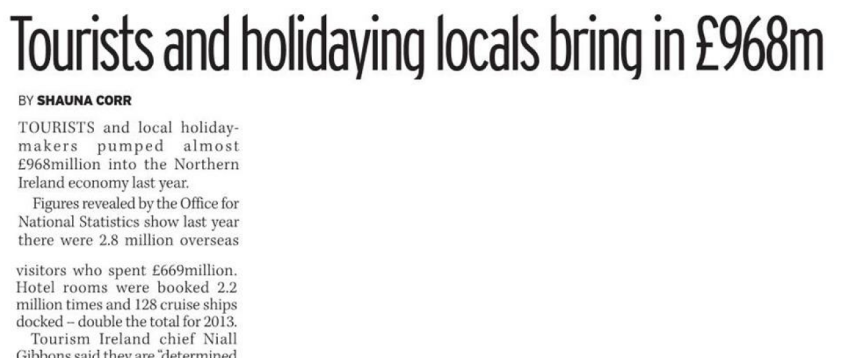 Tourists and holidaying locals bring in £968m
BY SHAUNA CORR
TOURISTS and local holiday-
makers pumped almost
£968million into the Northern
Ireland economy last year.
Figures revealed by the Office for
National Statistics show last year
there were 2.8 million overseas
visitors who spent £669million.
Hotel rooms were booked 2.2
million times and 128 cruise ships
docked – double the total for 2013.
Tourism Ireland chief Niall
Gibbons said they are “determined